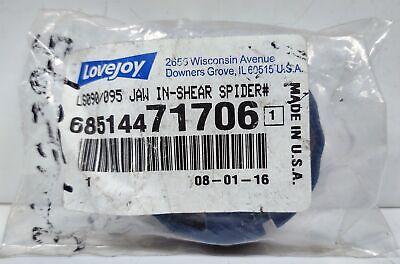 Lovejoy
2655 Wisconsin Avenue
Downers Grove, IL 60515 U.S.A.
LS090/095 JAW IN-SHEAR SPIDER#
68514471706 1
MADE IN U.S.A.
1 08-01-16